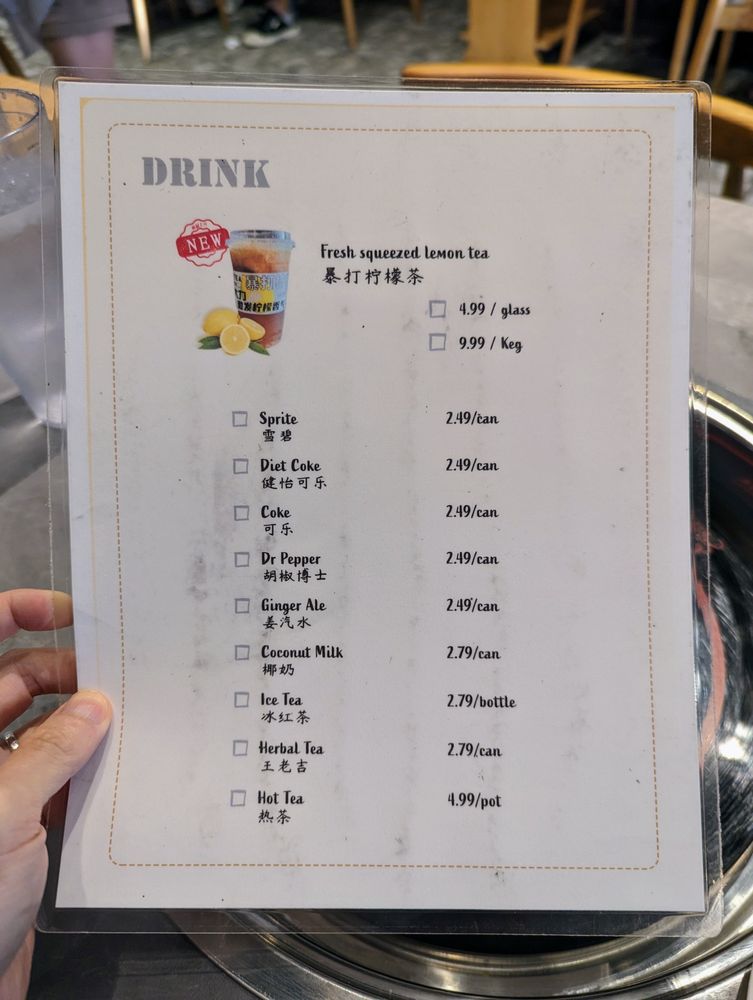 DRINK
NEW
Fresh squeezed lemon tea
暴打柠檬茶
4.99 / glass
9.99 / Keg
暴打
Sprite 2.49/can
雪碧
Diet Coke 2.49/can
健怡可乐
Coke 2.49/can
可乐
Dr Pepper 2.49/can
胡椒博士
Ginger Ale 2.49/can
姜汽水
Coconut Milk 2.79/can
椰奶
Ice Tea 2.79/bottle
冰红茶
Herbal Tea 2.79/can
王老吉
Hot Tea 4.99/pot
热茶